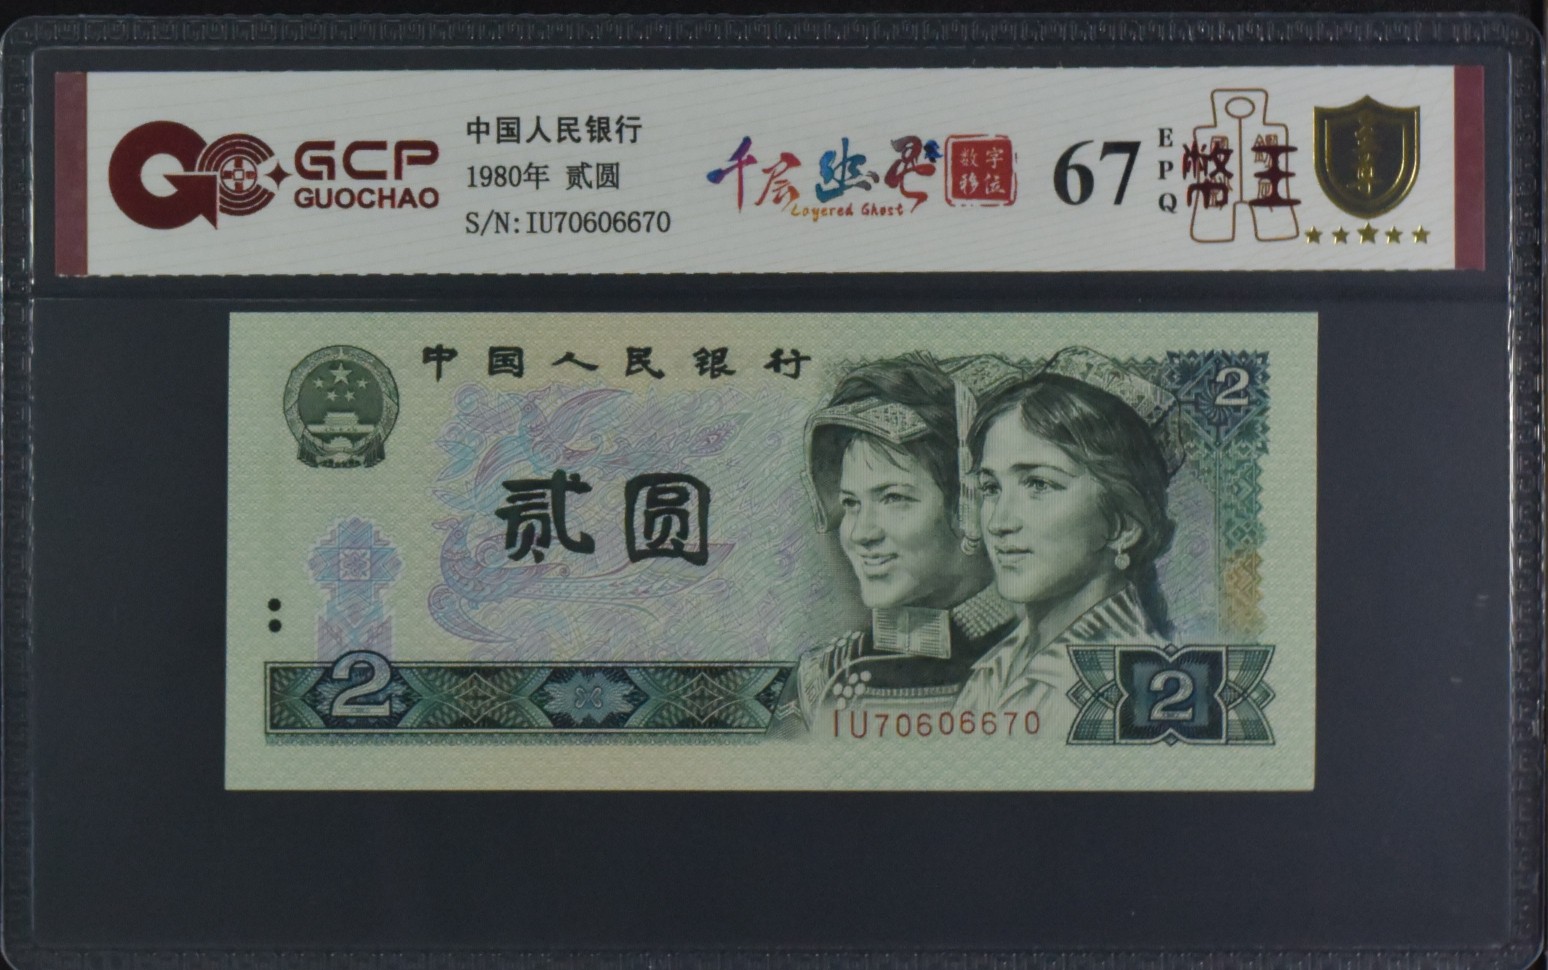 GCP
GUOCHAO
中国人民银行
1980年 贰圆
S/N:IU70606670
千层幽灵
Layered Ghost
数字
移位
67
EPQ
币王
中国人民银行
2
贰圆
2
IU70606670
2